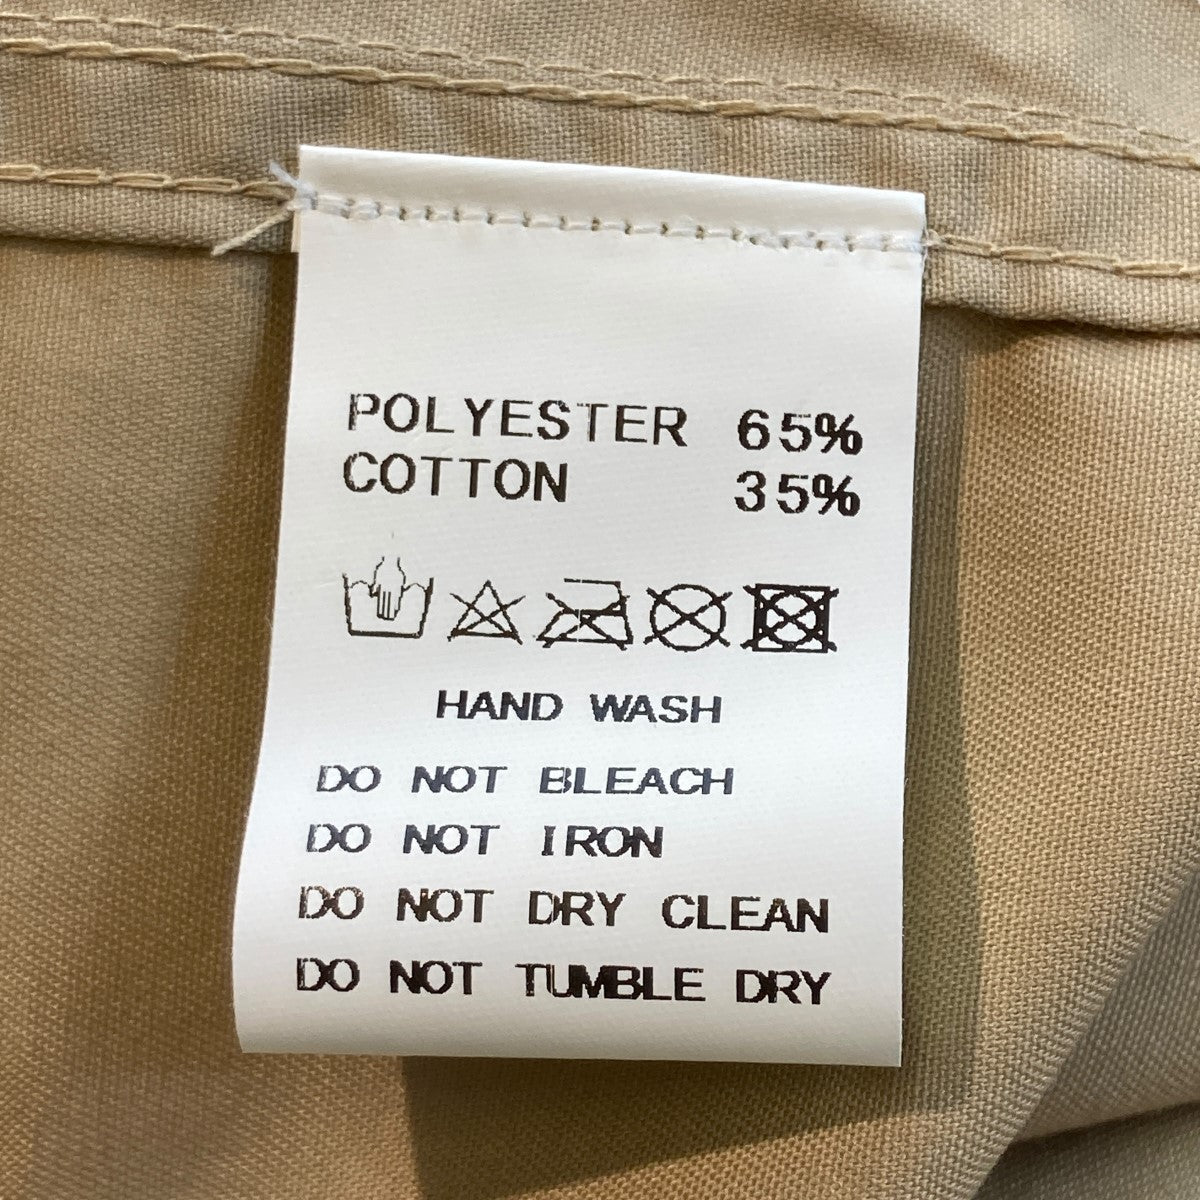 POLYESTER 65%
COTTON 35%
HAND WASH
DO NOT BLEACH
DO NOT IRON
DO NOT DRY CLEAN
DO NOT TUMBLE DRY